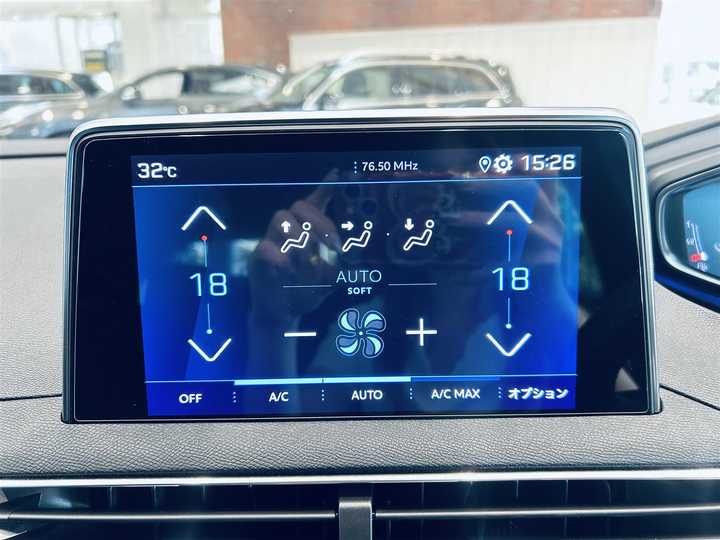 32°C
76.50 MHz
15:26
18
18
AUTO
SOFT
OFF
A/C
AUTO
A/C MAX
オプション